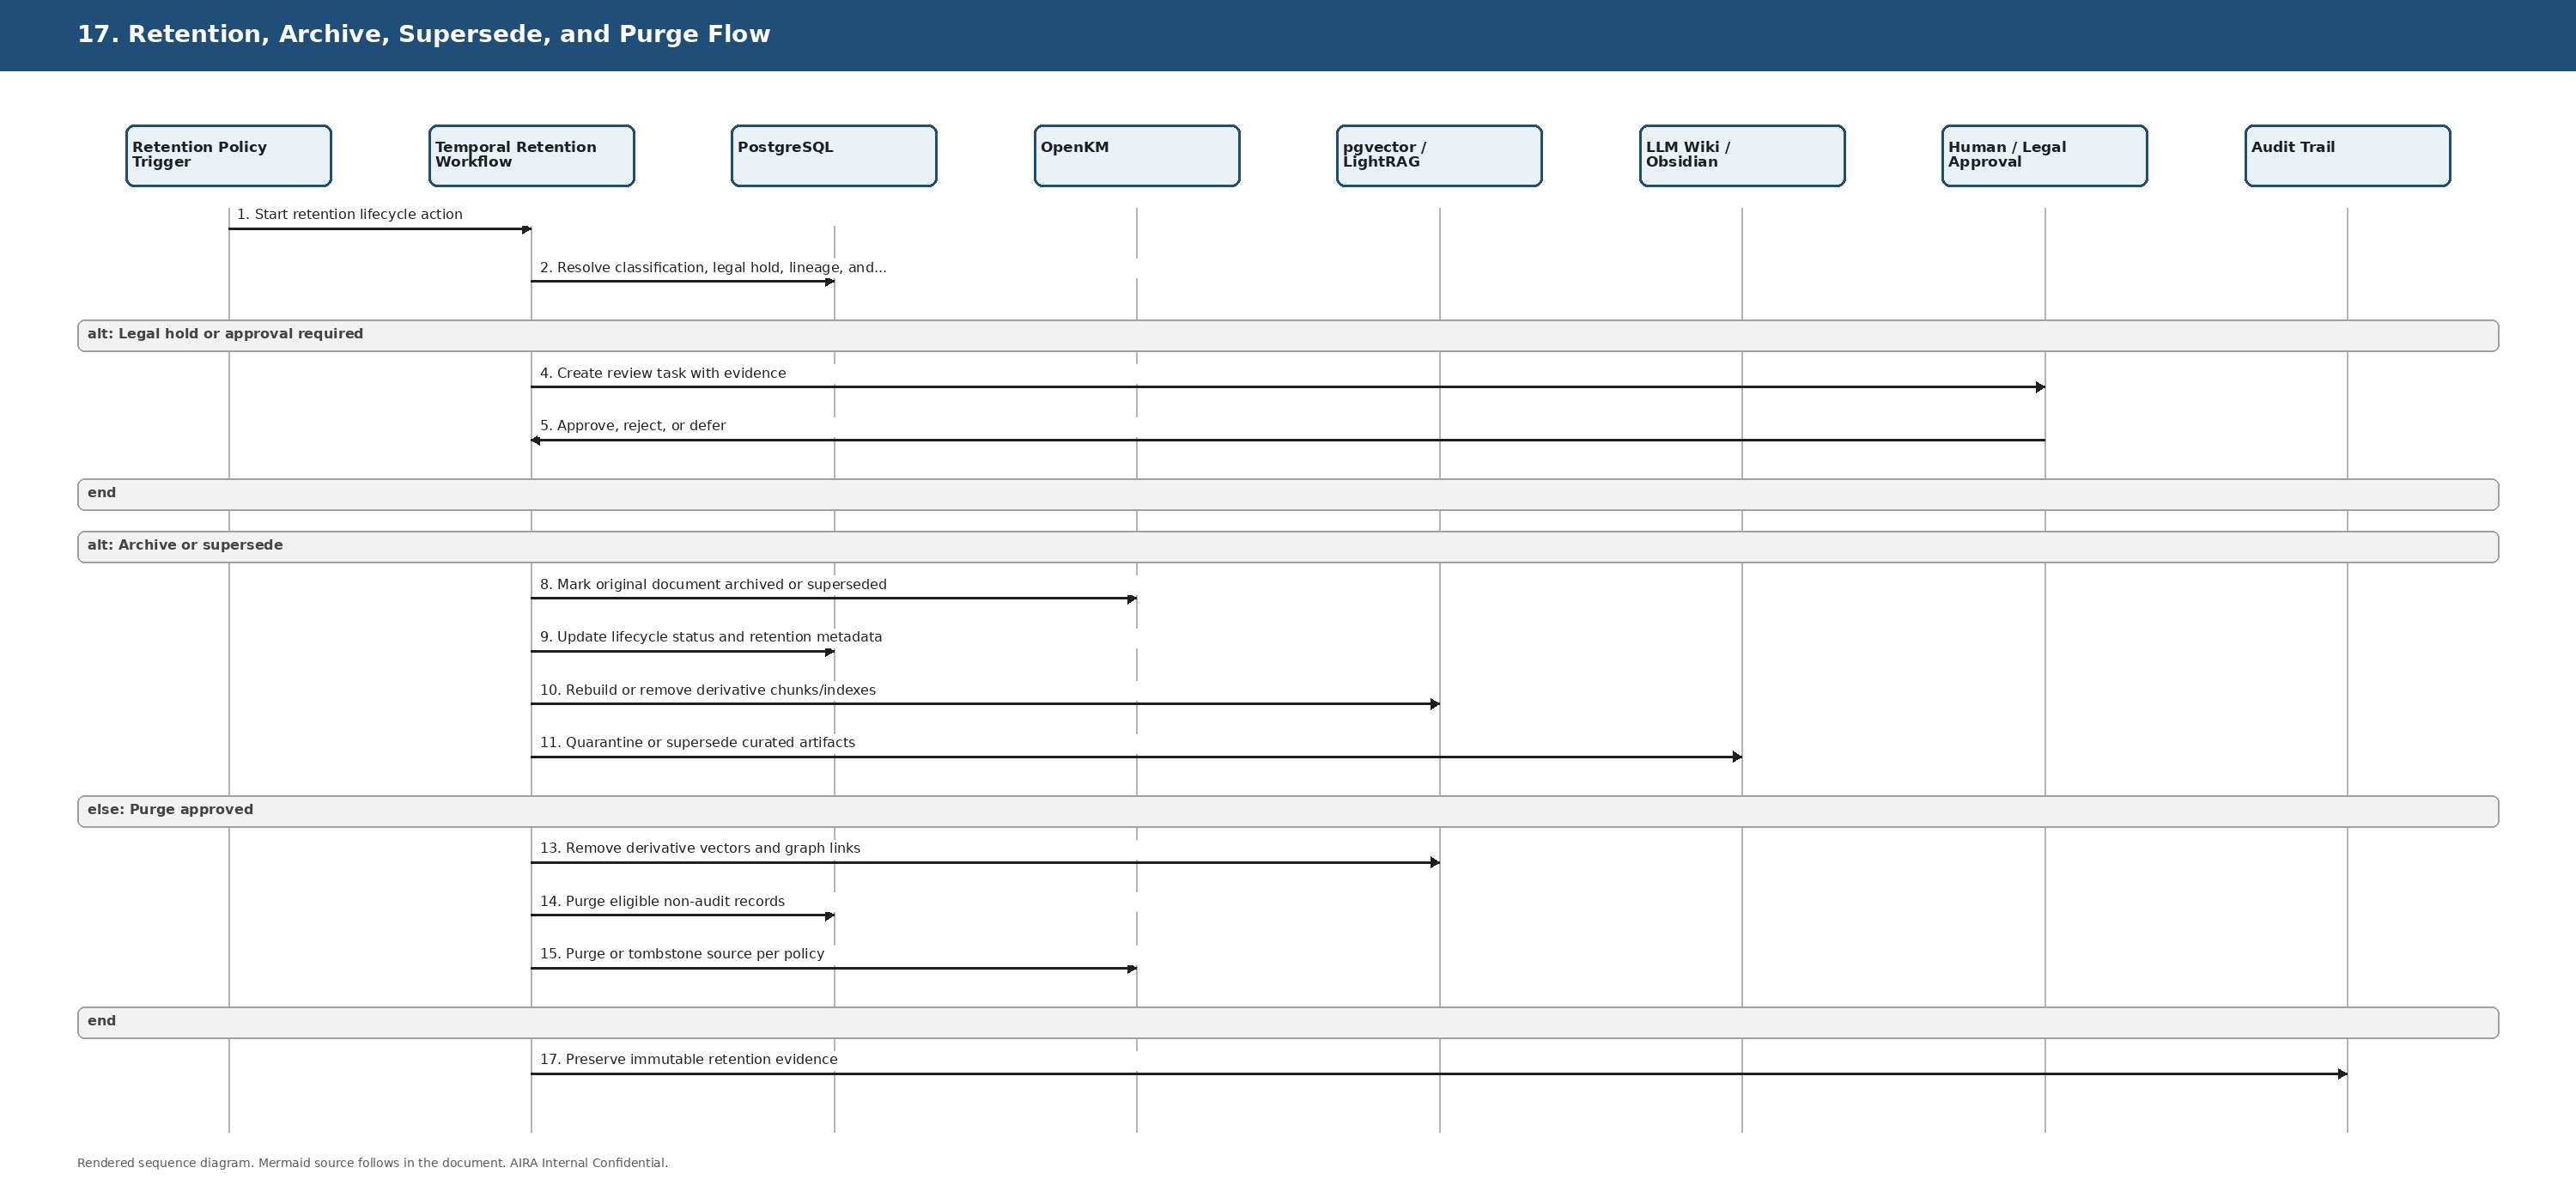 17. Retention, Archive, Supersede, and Purge Flow
Retention Policy
Trigger
Temporal Retention
Workflow
PostgreSQL
OpenKM
pgvector /
LightRAG
LLM Wiki /
Obsidian
Human / Legal
Approval
Audit Trail
1. Start retention lifecycle action
2. Resolve classification, legal hold, lineage, and...
alt: Legal hold or approval required
4. Create review task with evidence
5. Approve, reject, or defer
end
alt: Archive or supersede
8. Mark original document archived or superseded
9. Update lifecycle status and retention metadata
10. Rebuild or remove derivative chunks/indexes
11. Quarantine or supersede curated artifacts
else: Purge approved
13. Remove derivative vectors and graph links
14. Purge eligible non-audit records
15. Purge or tombstone source per policy
end
17. Preserve immutable retention evidence
Rendered sequence diagram. Mermaid source follows in the document. AIRA Internal Confidential.